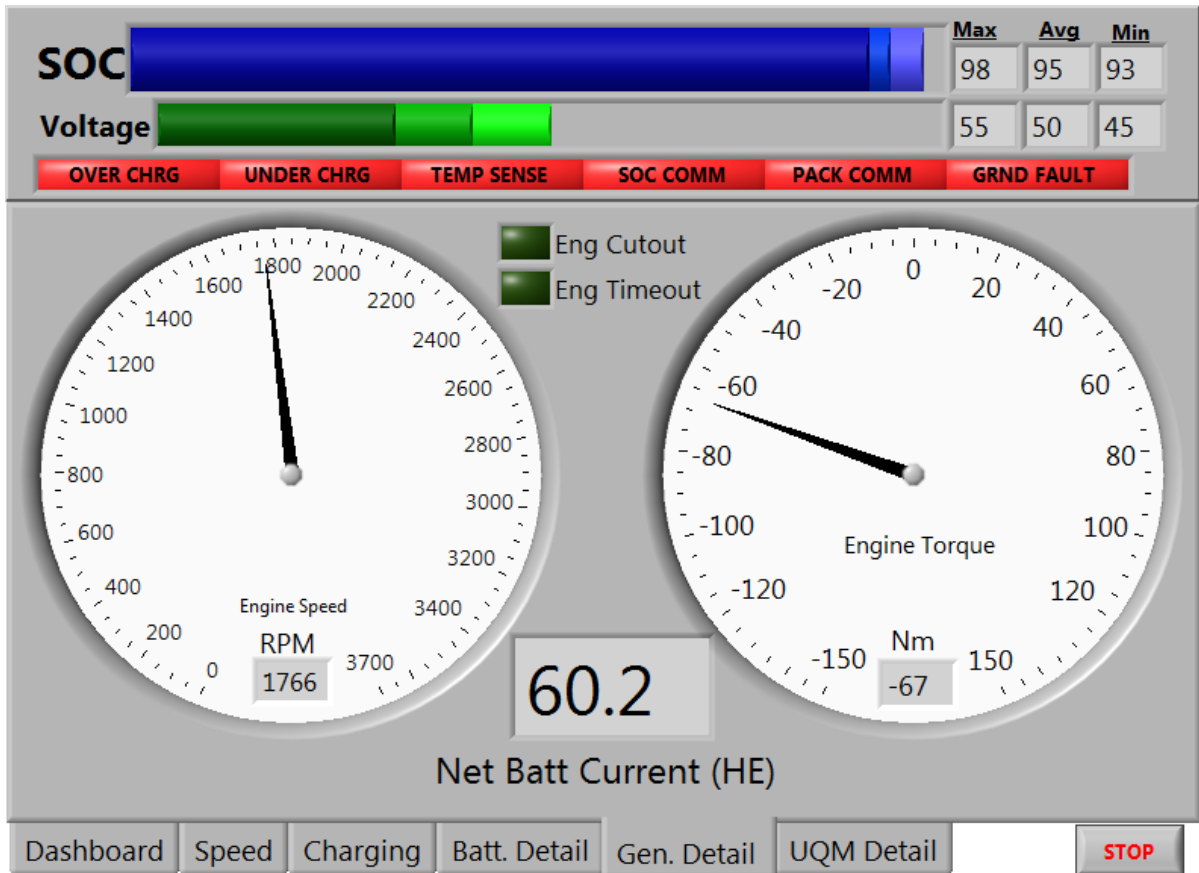 Max Avg Min
SOC 98 95 93
Voltage 55 50 45
OVER CHRG UNDER CHRG TEMP SENSE SOC COMM PACK COMM GRND FAULT
Eng Cutout
Eng Timeout
0 200 400 600 800 1000 1200 1400 1600 1800 2000 2200 2400 2600 2800 3000 3200 3400 3700
Engine Speed
RPM
1766
-150 -120 -100 -80 -60 -40 -20 0 20 40 60 80 100 120 150
Engine Torque
Nm
-67
60.2
Net Batt Current (HE)
Dashboard Speed Charging Batt. Detail Gen. Detail UQM Detail STOP